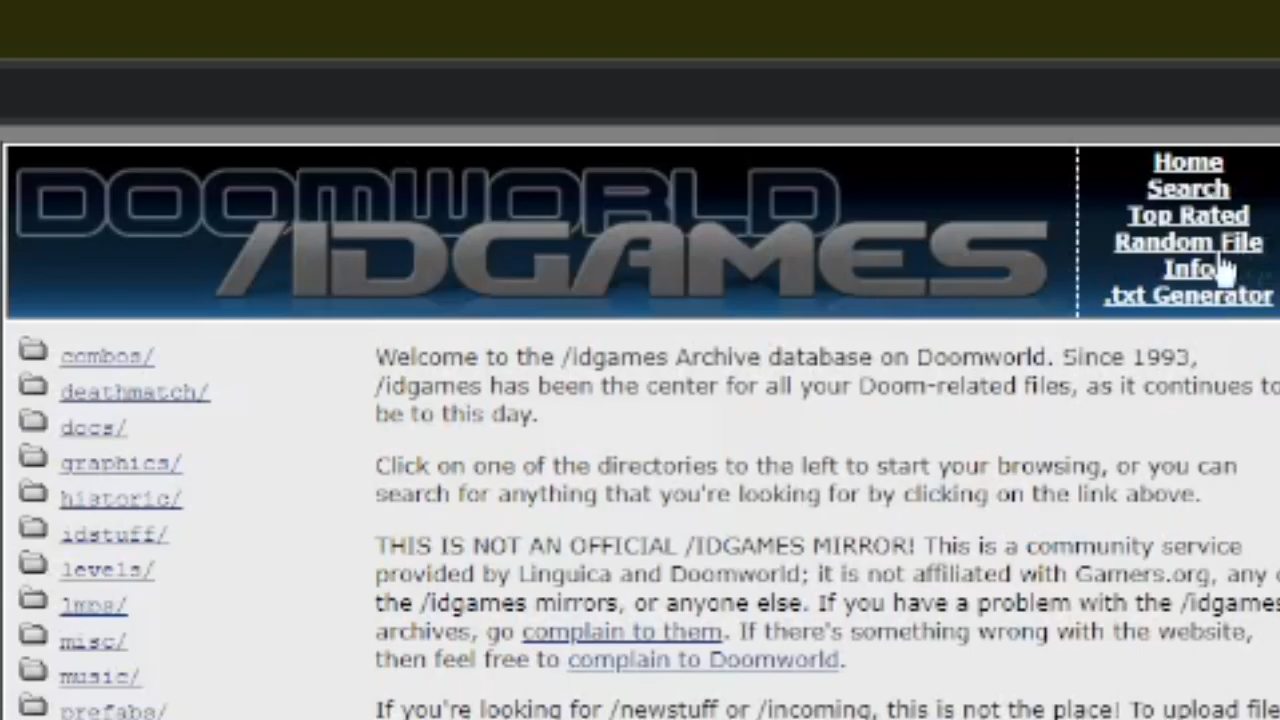 DOOMWORLD
/IDGAMES
Home
Search
Top Rated
Random File
Info
.txt Generator
combos/
deathmatch/
docs/
graphics/
historic/
idstuff/
levels/
lmps/
misc/
music/
prefabs/
Welcome to the /idgames Archive database on Doomworld. Since 1993,
/idgames has been the center for all your Doom-related files, as it continues to
be to this day.
Click on one of the directories to the left to start your browsing, or you can
search for anything that you're looking for by clicking on the link above.
THIS IS NOT AN OFFICIAL /IDGAMES MIRROR! This is a community service
provided by Linguica and Doomworld; it is not affiliated with Gamers.org, any
the /idgames mirrors, or anyone else. If you have a problem with the /idgames
archives, go complain to them. If there's something wrong with the website,
then feel free to complain to Doomworld.
If you're looking for /newstuff or /incoming, this is not the place! To upload file